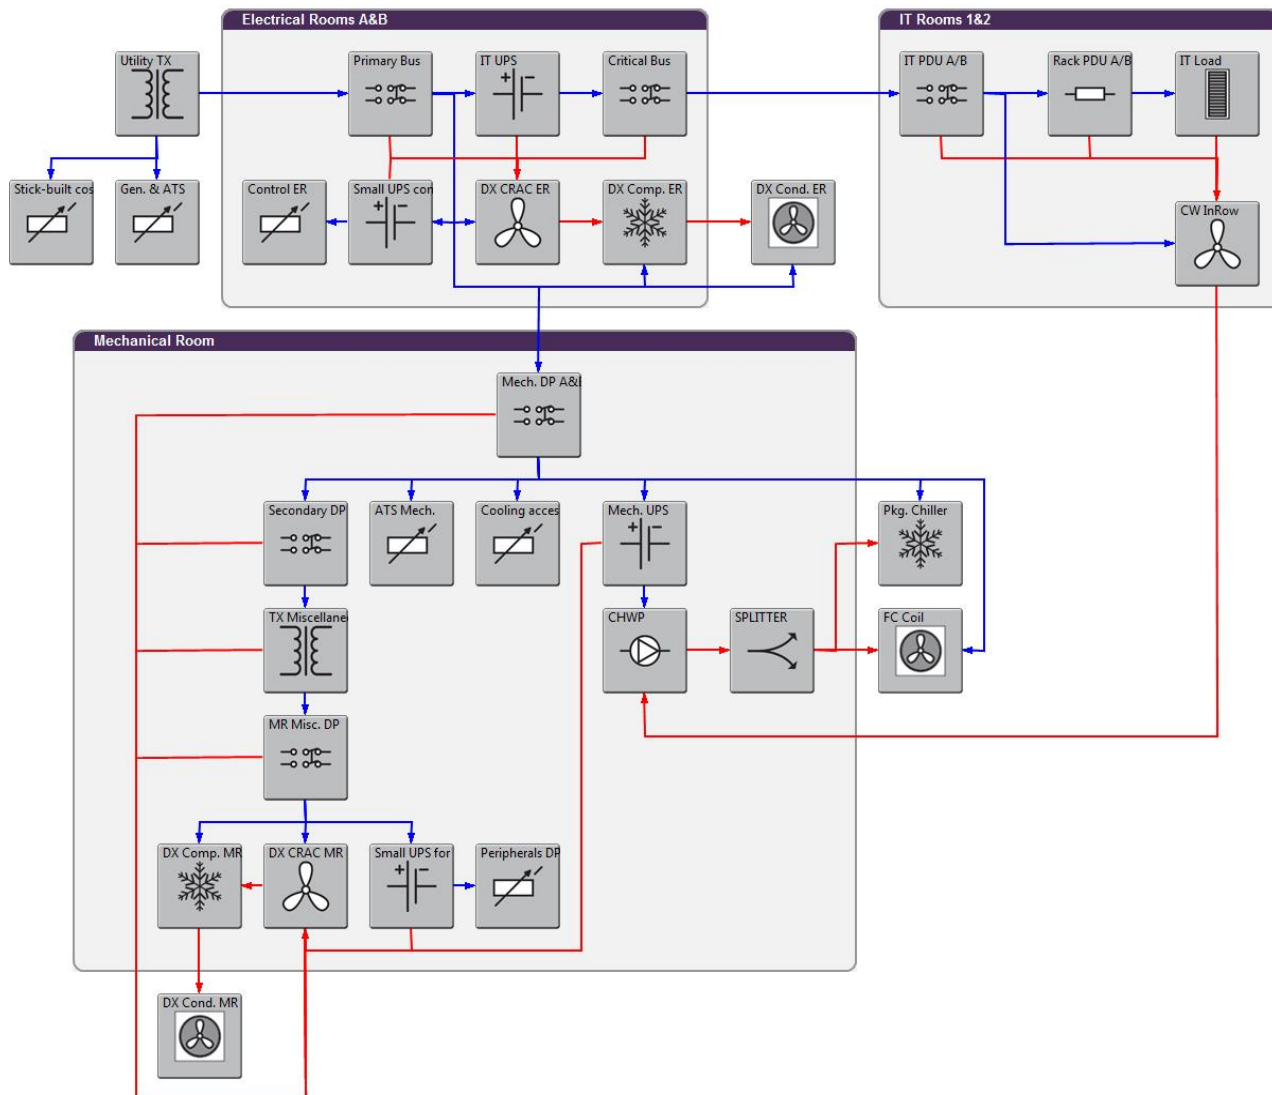 Electrical Rooms A&B
IT Rooms 1&2
Utility TX
Primary Bus
IT UPS
Critical Bus
IT PDU A/B
Rack PDU A/B
IT Load
Stick-built cos
Gen. & ATS
Control ER
Small UPS con
DX CRAC ER
DX Comp. ER
DX Cond. ER
CW InRow
Mechanical Room
Mech. DP A&B
Secondary DP
ATS Mech.
Cooling acces
Mech. UPS
Pkg. Chiller
TX Miscellane
CHWP
SPLITTER
FC Coil
MR Misc. DP
DX Comp. MR
DX CRAC MR
Small UPS for
Peripherals DP
DX Cond. MR